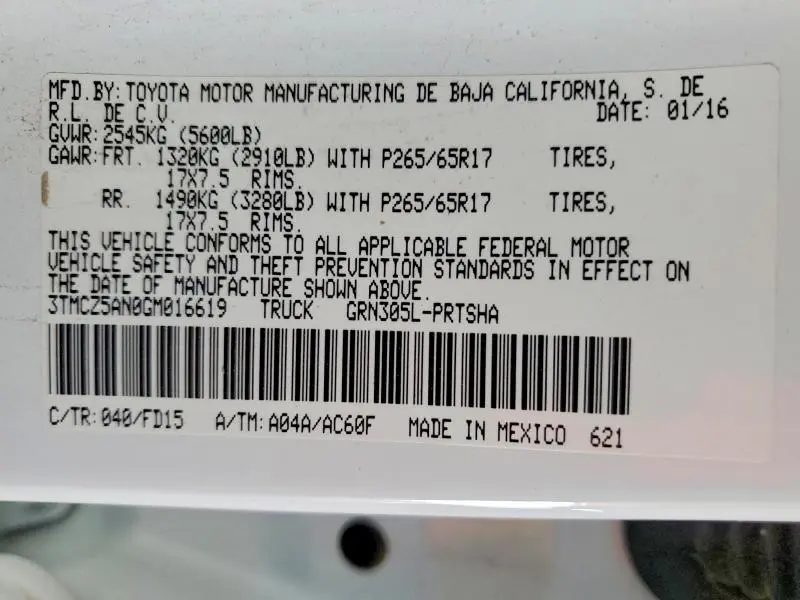 MFD.BY: TOYOTA MOTOR MANUFACTURING DE BAJA CALIFORNIA, S. DE
R.L. DE C.V. DATE: 01/16
GVWR: 2545KG (5600LB)
GAWR: FRT. 1320KG (2910LB) WITH P265/65R17 TIRES,
17X7.5 RIMS.
RR. 1490KG (3280LB) WITH P265/65R17 TIRES,
17X7.5 RIMS.
THIS VEHICLE CONFORMS TO ALL APPLICABLE FEDERAL MOTOR
VEHICLE SAFETY AND THEFT PREVENTION STANDARDS IN EFFECT ON
THE DATE OF MANUFACTURE SHOWN ABOVE.
3TMCZ5AN0GM016619 TRUCK GRN305L-PRTSHA
C/TR: 040/FD15 A/TM: A04A/AC60F MADE IN MEXICO 621